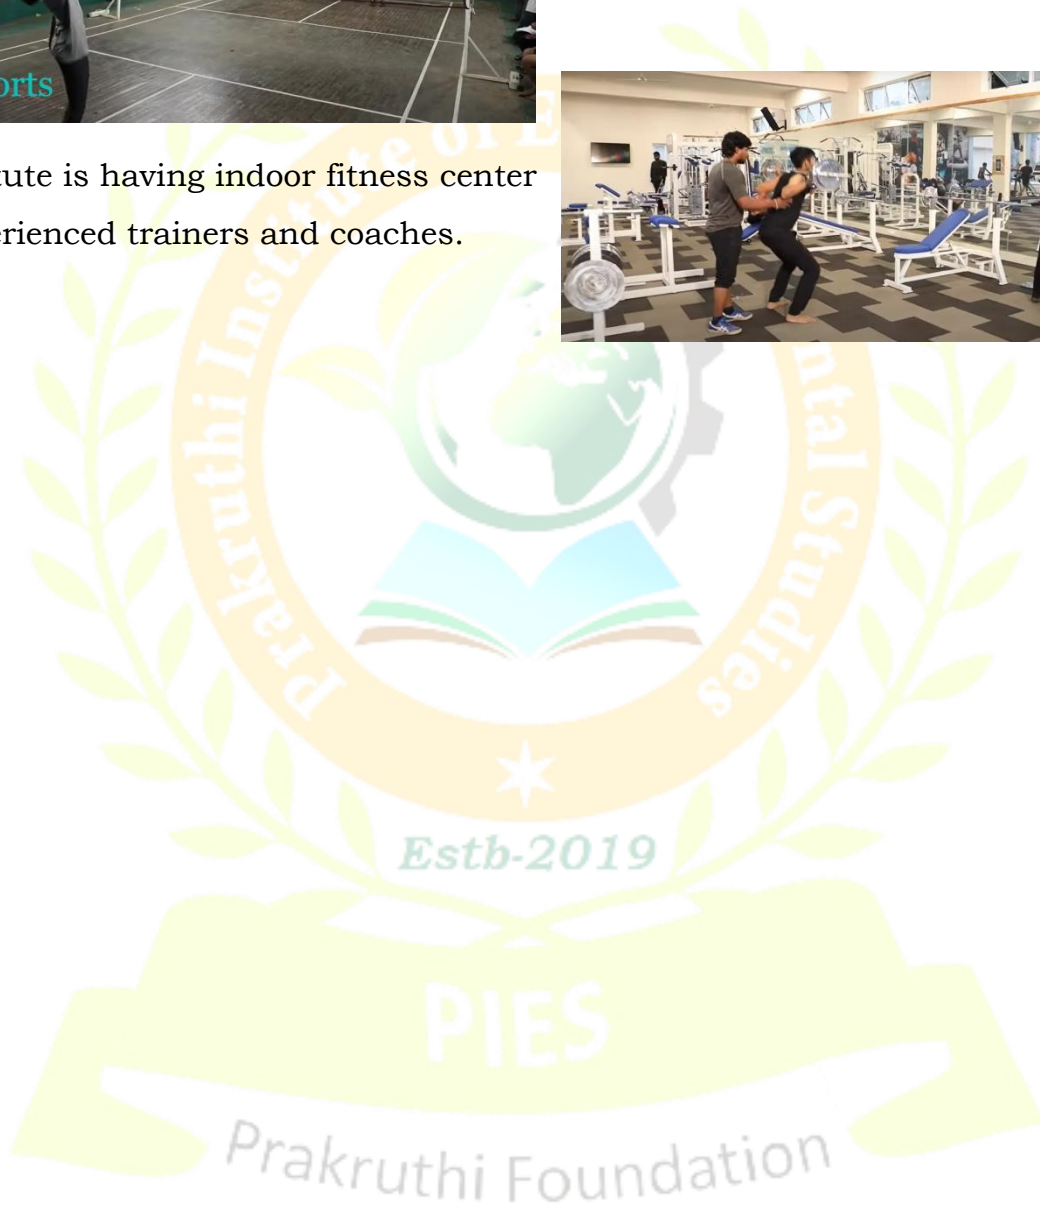 orts
tute is having indoor fitness center
erienced trainers and coaches.
Prakruthi Institute of E ntal Studies
Estb-2019
PIES
Prakruthi Foundation